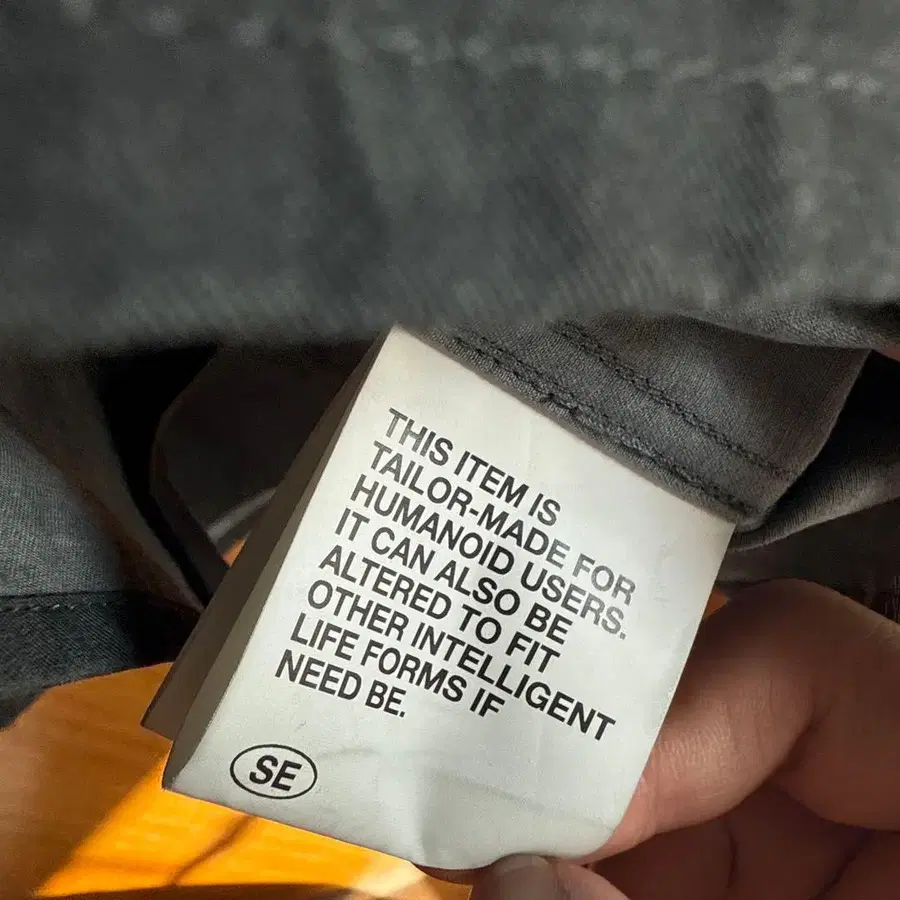 THIS ITEM IS
TAILOR-MADE FOR
HUMANOID USERS.
IT CAN ALSO BE
ALTERED TO FIT
OTHER INTELLIGENT
LIFE FORMS IF
NEED BE.
SE